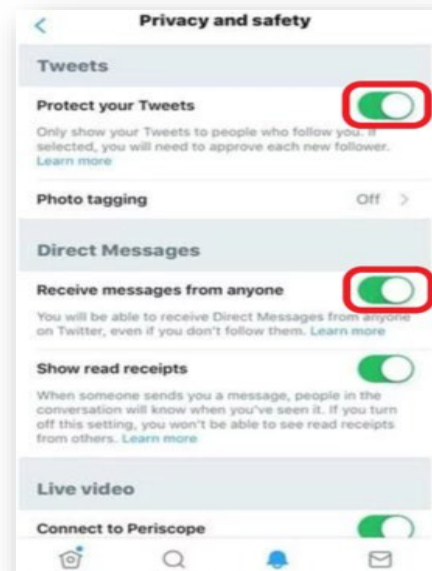 Privacy and safety
Tweets
Protect your Tweets
Only show your Tweets to people who follow you. If
selected, you will need to approve each new follower.
Learn more
Photo tagging Off
Direct Messages
Receive messages from anyone
You will be able to receive Direct Messages from anyone
on Twitter, even if you don't follow them. Learn more
Show read receipts
When someone sends you a message, people in the
conversation will know when you've seen it. If you turn
off this setting, you won't be able to see read receipts
from others. Learn more
Live video
Connect to Periscope